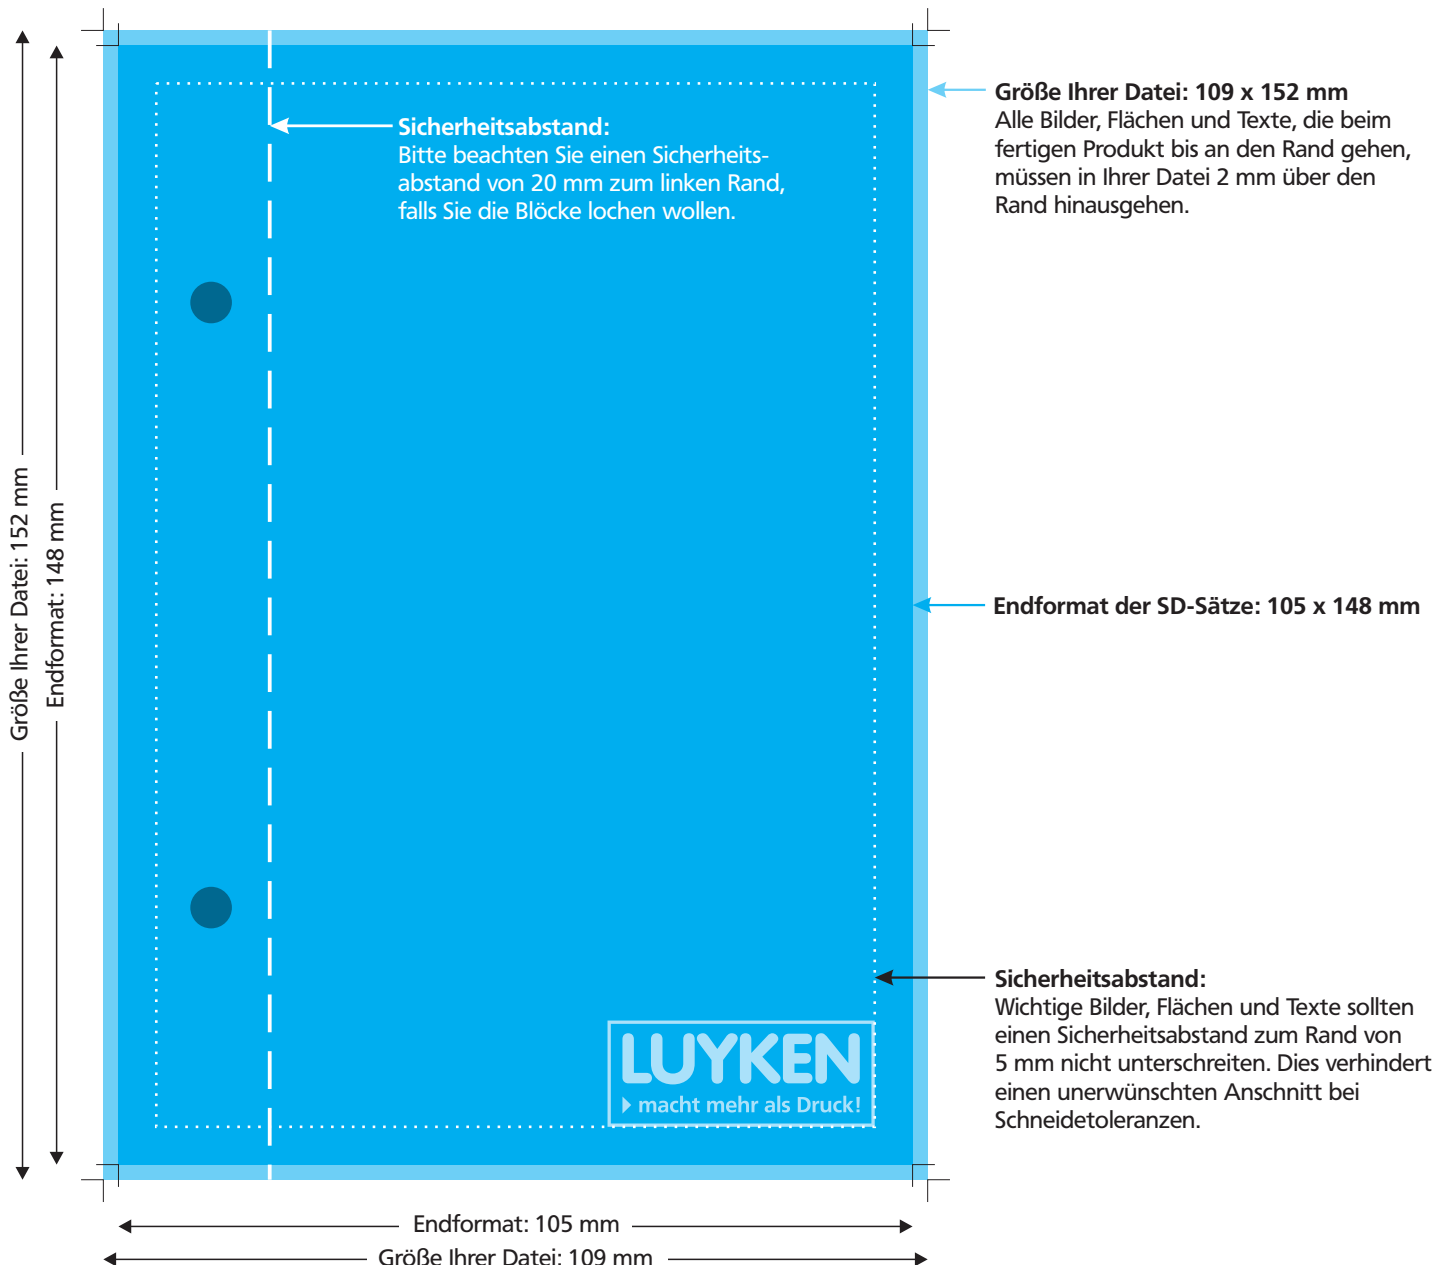 Größe Ihrer Datei: 109 x 152 mm
Alle Bilder, Flächen und Texte, die beim
fertigen Produkt bis an den Rand gehen,
müssen in Ihrer Datei 2 mm über den
Rand hinausgehen.
Sicherheitsabstand:
Bitte beachten Sie einen Sicherheits-
abstand von 20 mm zum linken Rand,
falls Sie die Blöcke lochen wollen.
Größe Ihrer Datei: 152 mm
Endformat: 148 mm
Endformat der SD-Sätze: 105 x 148 mm
Sicherheitsabstand:
Wichtige Bilder, Flächen und Texte sollten
einen Sicherheitsabstand zum Rand von
5 mm nicht unterschreiten. Dies verhindert
einen unerwünschten Anschnitt bei
Schneidetoleranzen.
LUYKEN
macht mehr als Druck!
Endformat: 105 mm
Größe Ihrer Datei: 109 mm